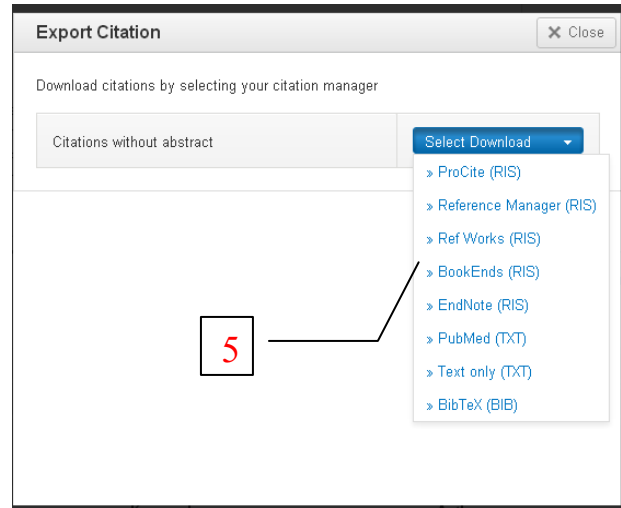 Export Citation
× Close
Download citations by selecting your citation manager
Citations without abstract
Select Download
» ProCite (RIS)
» Reference Manager (RIS)
» Ref Works (RIS)
» BookEnds (RIS)
» EndNote (RIS)
» PubMed (TXT)
» Text only (TXT)
» BibTeX (BIB)
5